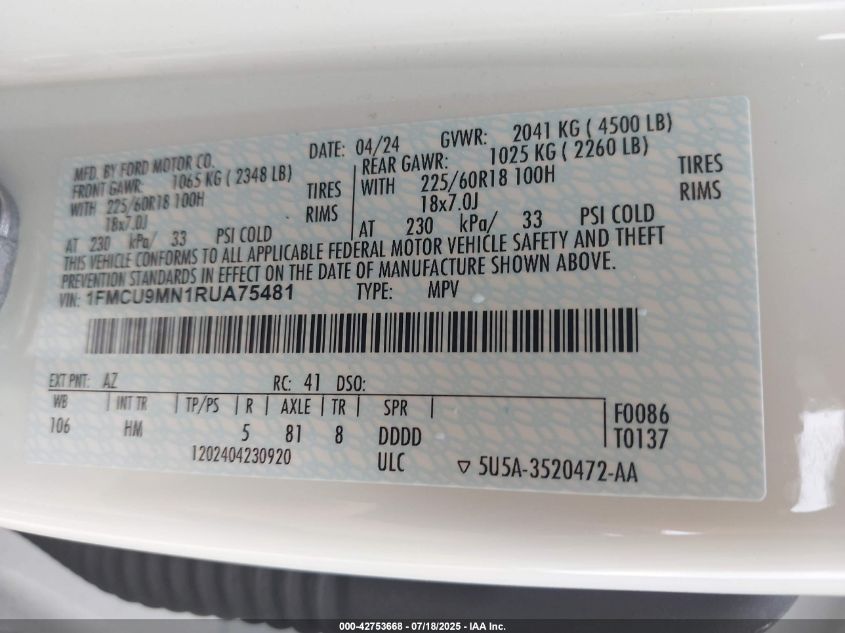 MFD. BY FORD MOTOR CO. DATE: 04/24 GVWR: 2041 KG ( 4500 LB)
FRONT GAWR: 1065 KG ( 2348 LB) REAR GAWR: 1025 KG ( 2260 LB)
WITH 225/60R18 100H TIRES WITH 225/60R18 100H TIRES
18x7.0J RIMS 18x7.0J RIMS
AT 230 kPa/ 33 PSI COLD AT 230 kPa/ 33 PSI COLD
THIS VEHICLE CONFORMS TO ALL APPLICABLE FEDERAL MOTOR VEHICLE SAFETY AND THEFT
PREVENTION STANDARDS IN EFFECT ON THE DATE OF MANUFACTURE SHOWN ABOVE.
VIN: 1FMCU9MN1RUA75481 TYPE: MPV
EXT PNT: AZ RC: 41 DSO:
WB INT TR TP/PS R AXLE TR SPR F0086
106 HM 5 81 8 DDDD T0137
1202404230920 ULC ▽ 5U5A-3520472-AA
000-42753668 - 07/18/2025 - IAA Inc.